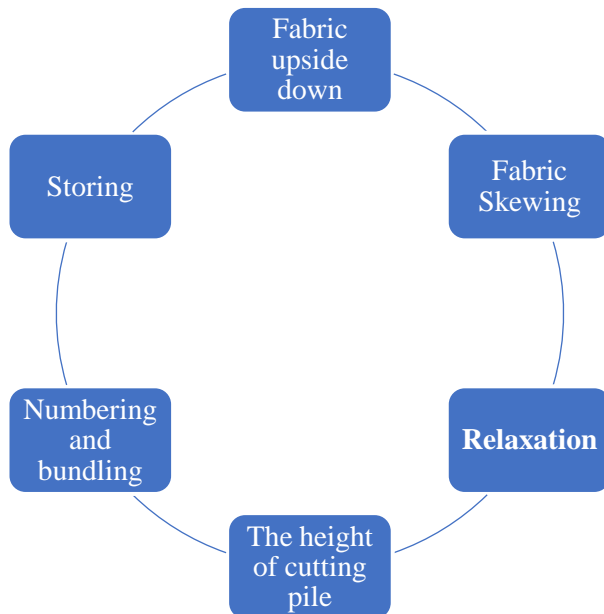 Fabric
upside
down
Fabric
Skewing
Relaxation
The height
of cutting
pile
Numbering
and
bundling
Storing